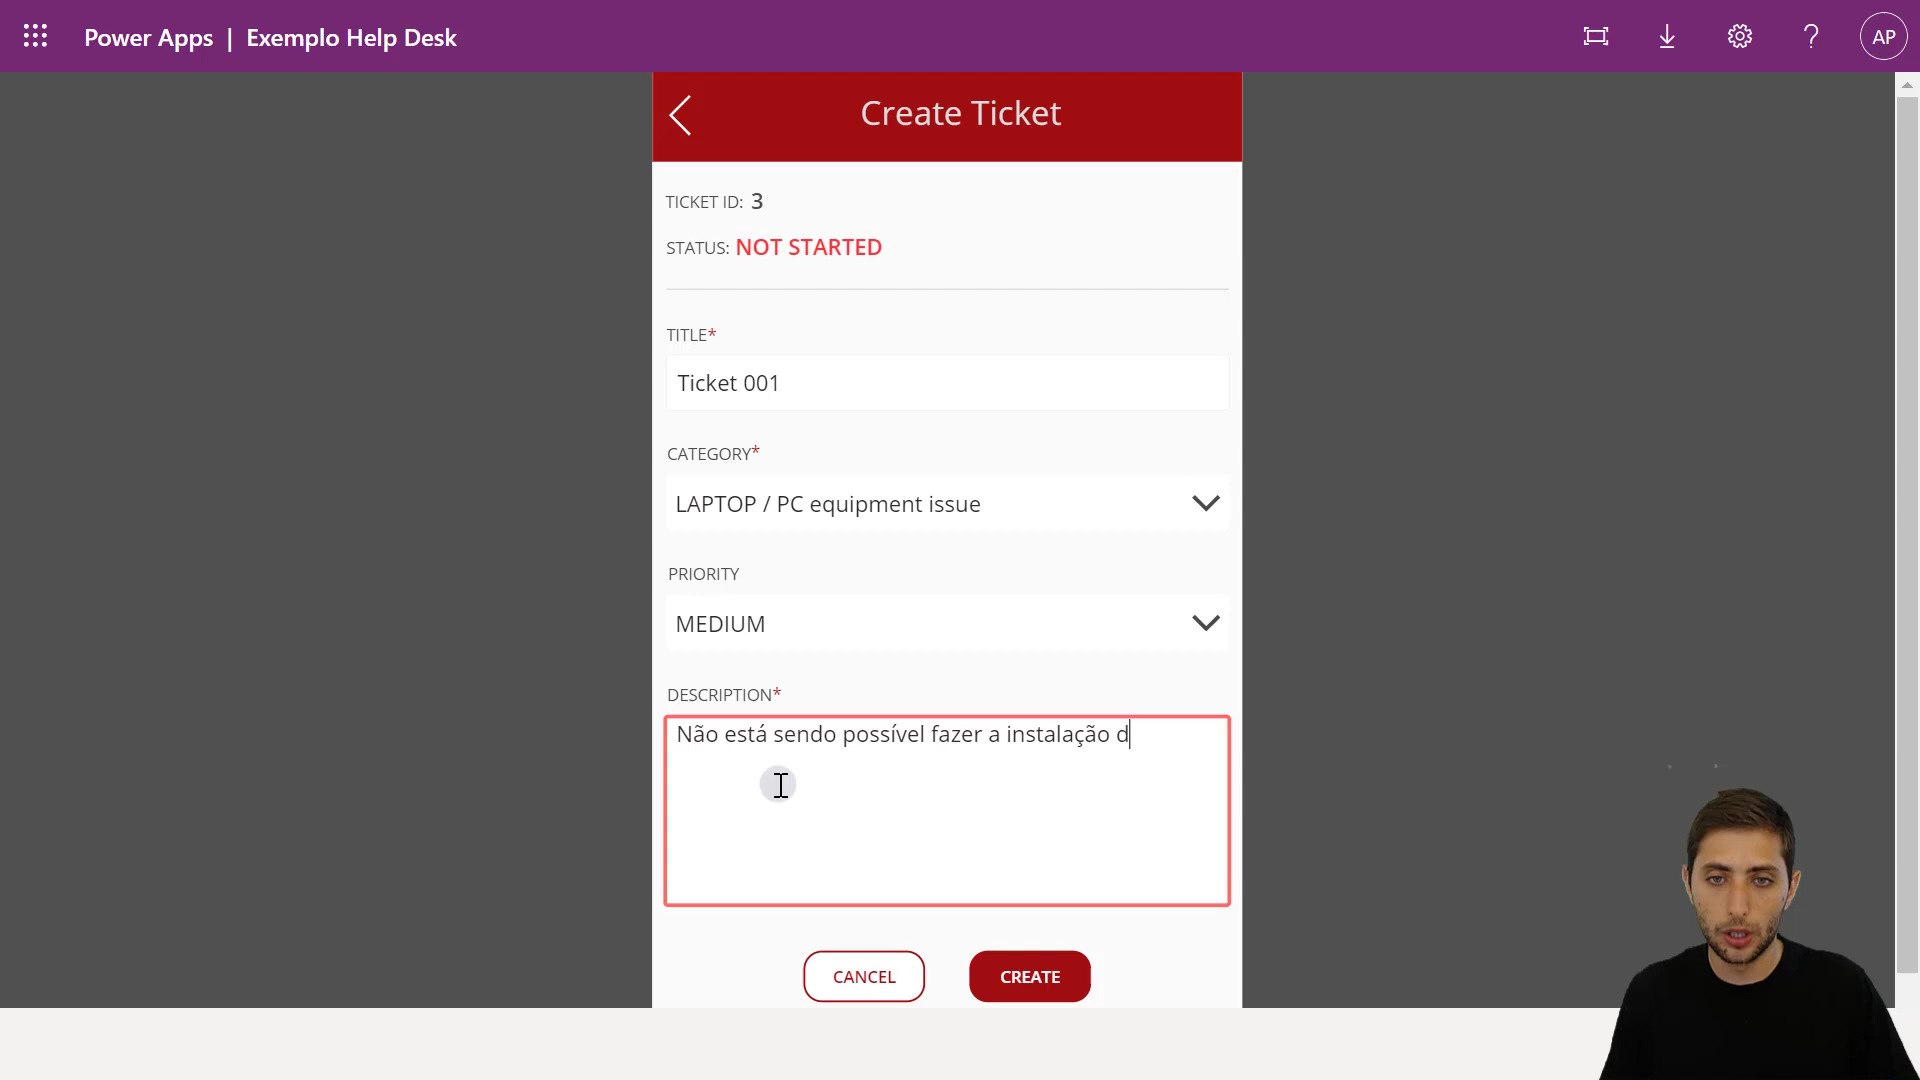 Power Apps | Exemplo Help Desk
?
AP
Create Ticket
TICKET ID: 3
STATUS: NOT STARTED
TITLE*
Ticket 001
CATEGORY*
LAPTOP / PC equipment issue
PRIORITY
MEDIUM
DESCRIPTION*
Não está sendo possível fazer a instalação d
CANCEL
CREATE